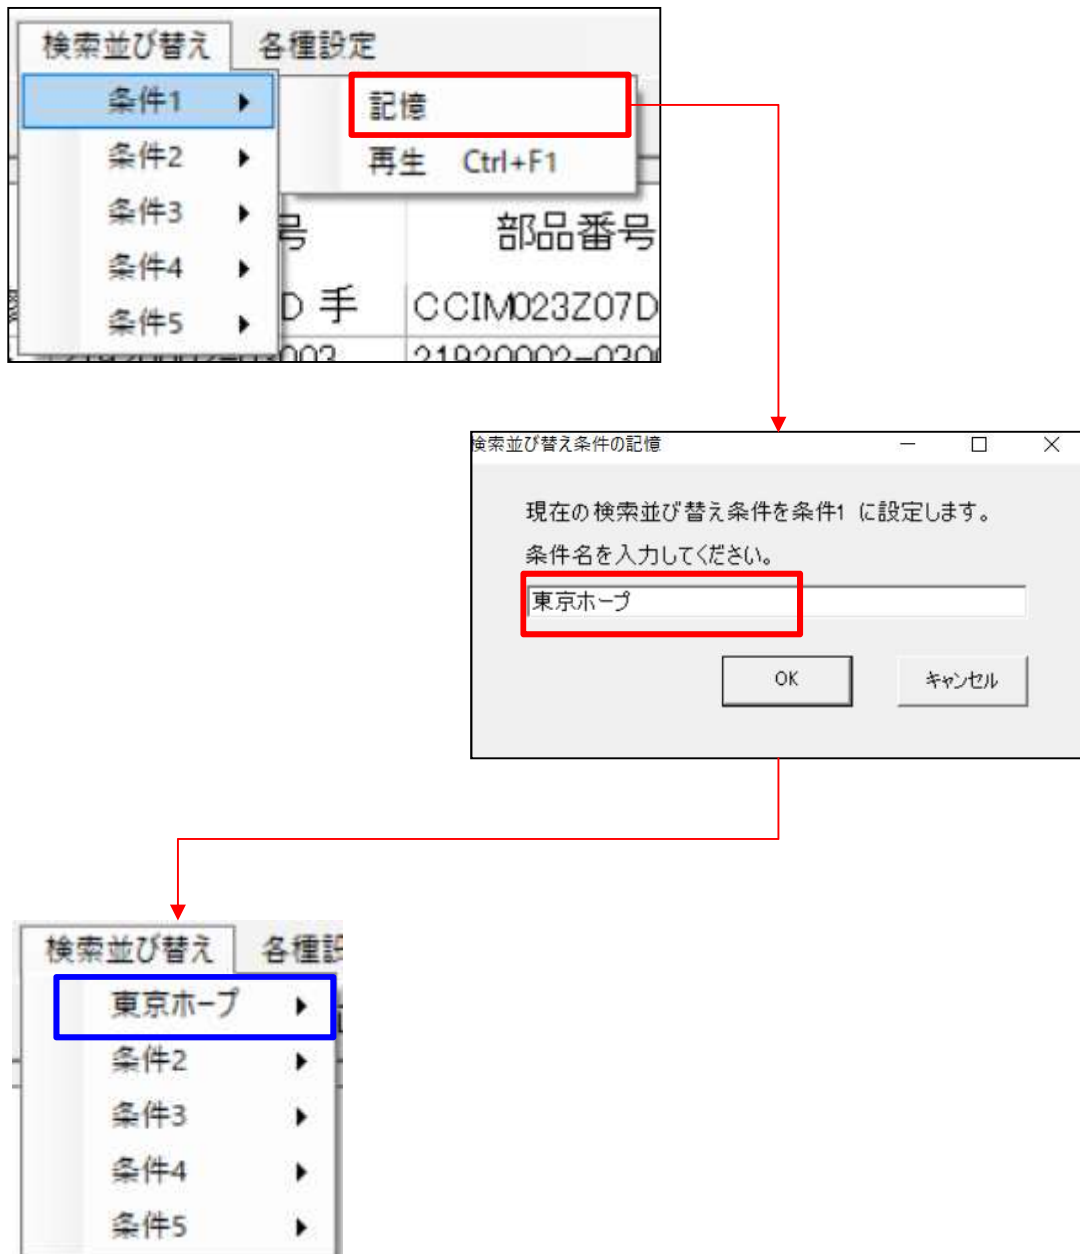 検索並び替え 各種設定
条件1 記憶
条件2 再生 Ctrl+F1
条件3 号 部品番号
条件4
条件5 D 手 CCIM023Z07D
検索並び替え条件の記憶
現在の検索並び替え条件を条件1 に設定します。
条件名を入力してください。
東京ホープ
OK キャンセル
検索並び替え 各種
東京ホープ
条件2
条件3
条件4
条件5